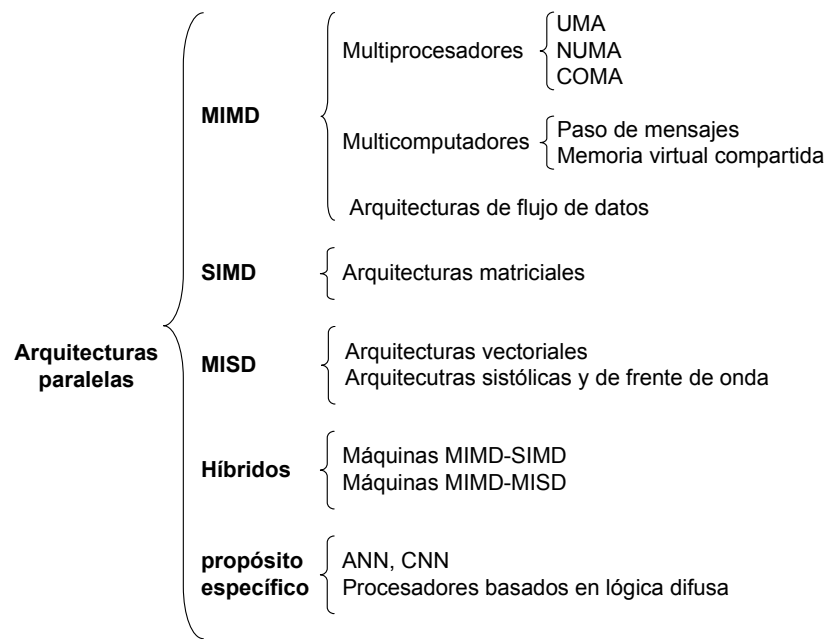 Arquitecturas
paralelas
MIMD
Multiprocesadores
UMA
NUMA
COMA
Multicomputadores
Paso de mensajes
Memoria virtual compartida
Arquitecturas de flujo de datos
SIMD
Arquitecturas matriciales
MISD
Arquitecturas vectoriales
Arquitecutras sistólicas y de frente de onda
Híbridos
Máquinas MIMD-SIMD
Máquinas MIMD-MISD
propósito
específico
ANN, CNN
Procesadores basados en lógica difusa